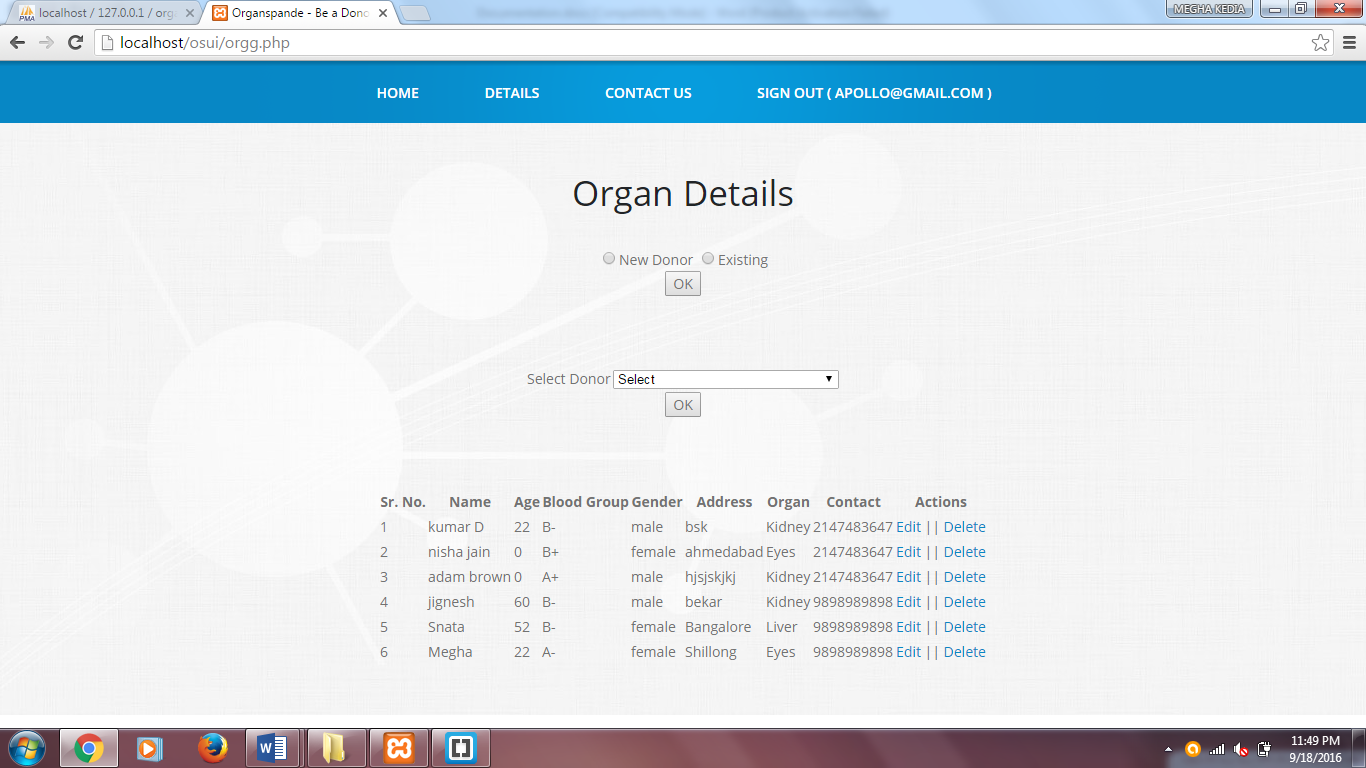 localhost / 127.0.0.1 / orga
Organspande - Be a Dono
MEGHA KEDIA
localhost/osui/orgg.php
HOME DETAILS CONTACT US SIGN OUT ( APOLLO@GMAIL.COM )
Organ Details
New Donor Existing
OK
Select Donor Select
OK
Sr. No. Name Age Blood Group Gender Address Organ Contact Actions
1 kumar D 22 B- male bsk Kidney 2147483647 Edit || Delete
2 nisha jain 0 B+ female ahmedabad Eyes 2147483647 Edit || Delete
3 adam brown 0 A+ male hjsjskjkj Kidney 2147483647 Edit || Delete
4 jignesh 60 B- male bekar Kidney 9898989898 Edit || Delete
5 Snata 52 B- female Bangalore Liver 9898989898 Edit || Delete
6 Megha 22 A- female Shillong Eyes 9898989898 Edit || Delete
11:49 PM
9/18/2016